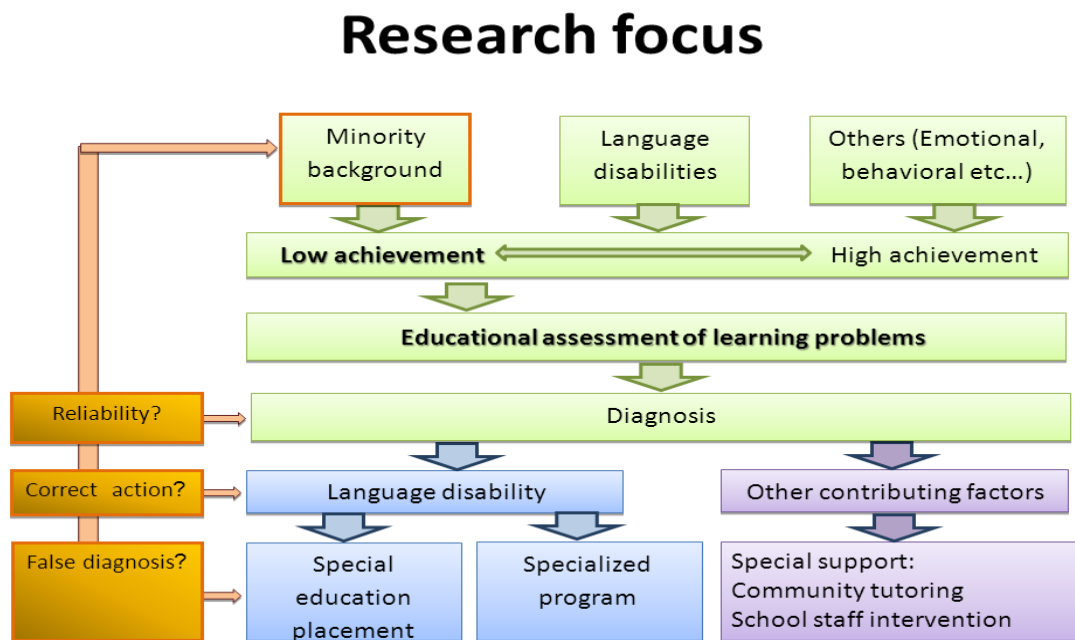 Research focus
Minority
background
Language
disabilities
Others (Emotional,
behavioral etc...)
Low achievement
High achievement
Educational assessment of learning problems
Reliability?
Diagnosis
Correct action?
Language disability
Other contributing factors
False diagnosis?
Special
education
placement
Specialized
program
Special support:
Community tutoring
School staff intervention